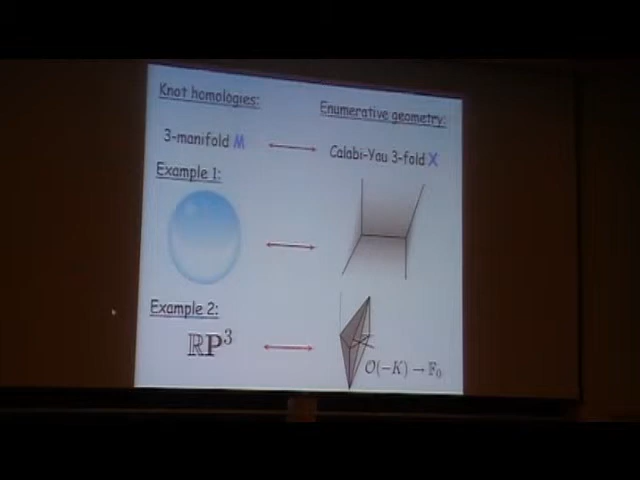 Knot homologies:
Enumerative geometry:
3-manifold M
Calabi-Yau 3-fold X
Example 1:
Example 2:
ℝP³
O(-K) → F₀